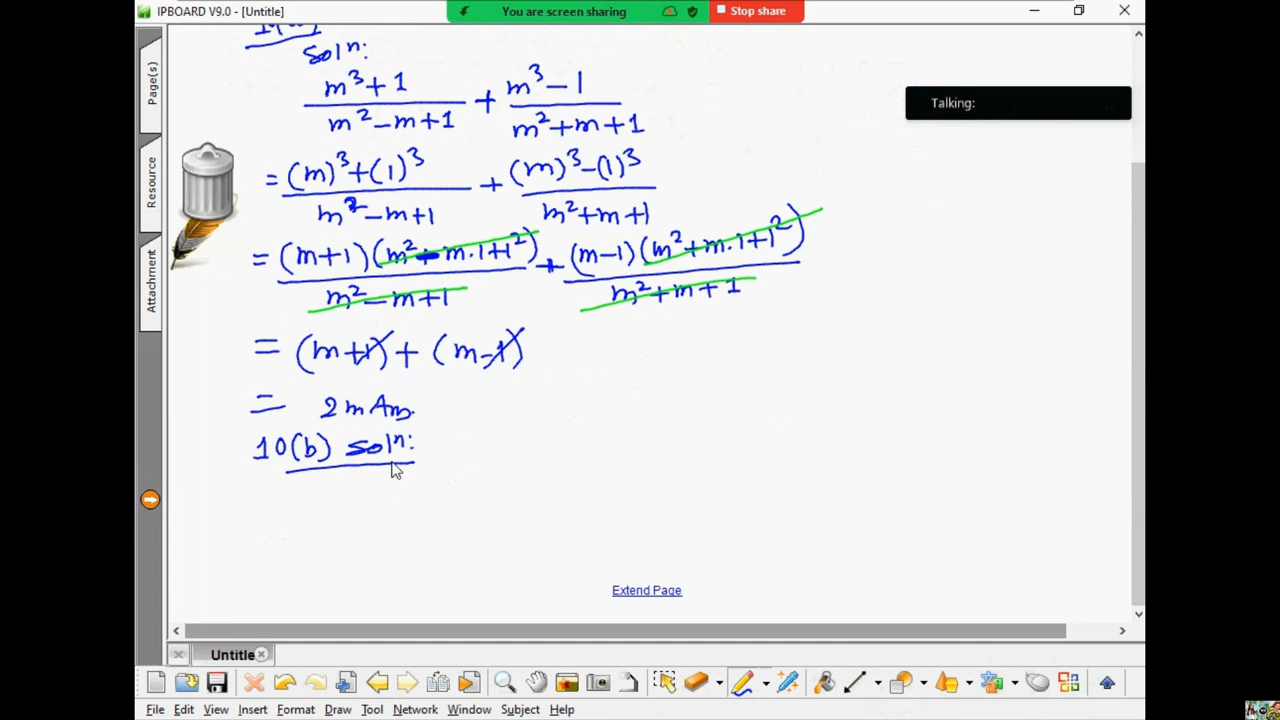 IPBOARD V9.0 - [Untitle]
You are screen sharing
Stop share
Talking:
Page(s)
Resource
Attachment
Soln:
m³+1 / m²-m+1 + m³-1 / m²+m+1
= (m)³+(1)³ / m²-m+1 + (m)³-(1)³ / m²+m+1
= (m+1)(m²-m.1+1²) / m²-m+1 + (m-1)(m²+m.1+1²) / m²+m+1
= (m+1) + (m-1)
= 2m Ans.
10(b) soln:
Extend Page
Untitle
File Edit View Insert Format Draw Tool Network Window Subject Help